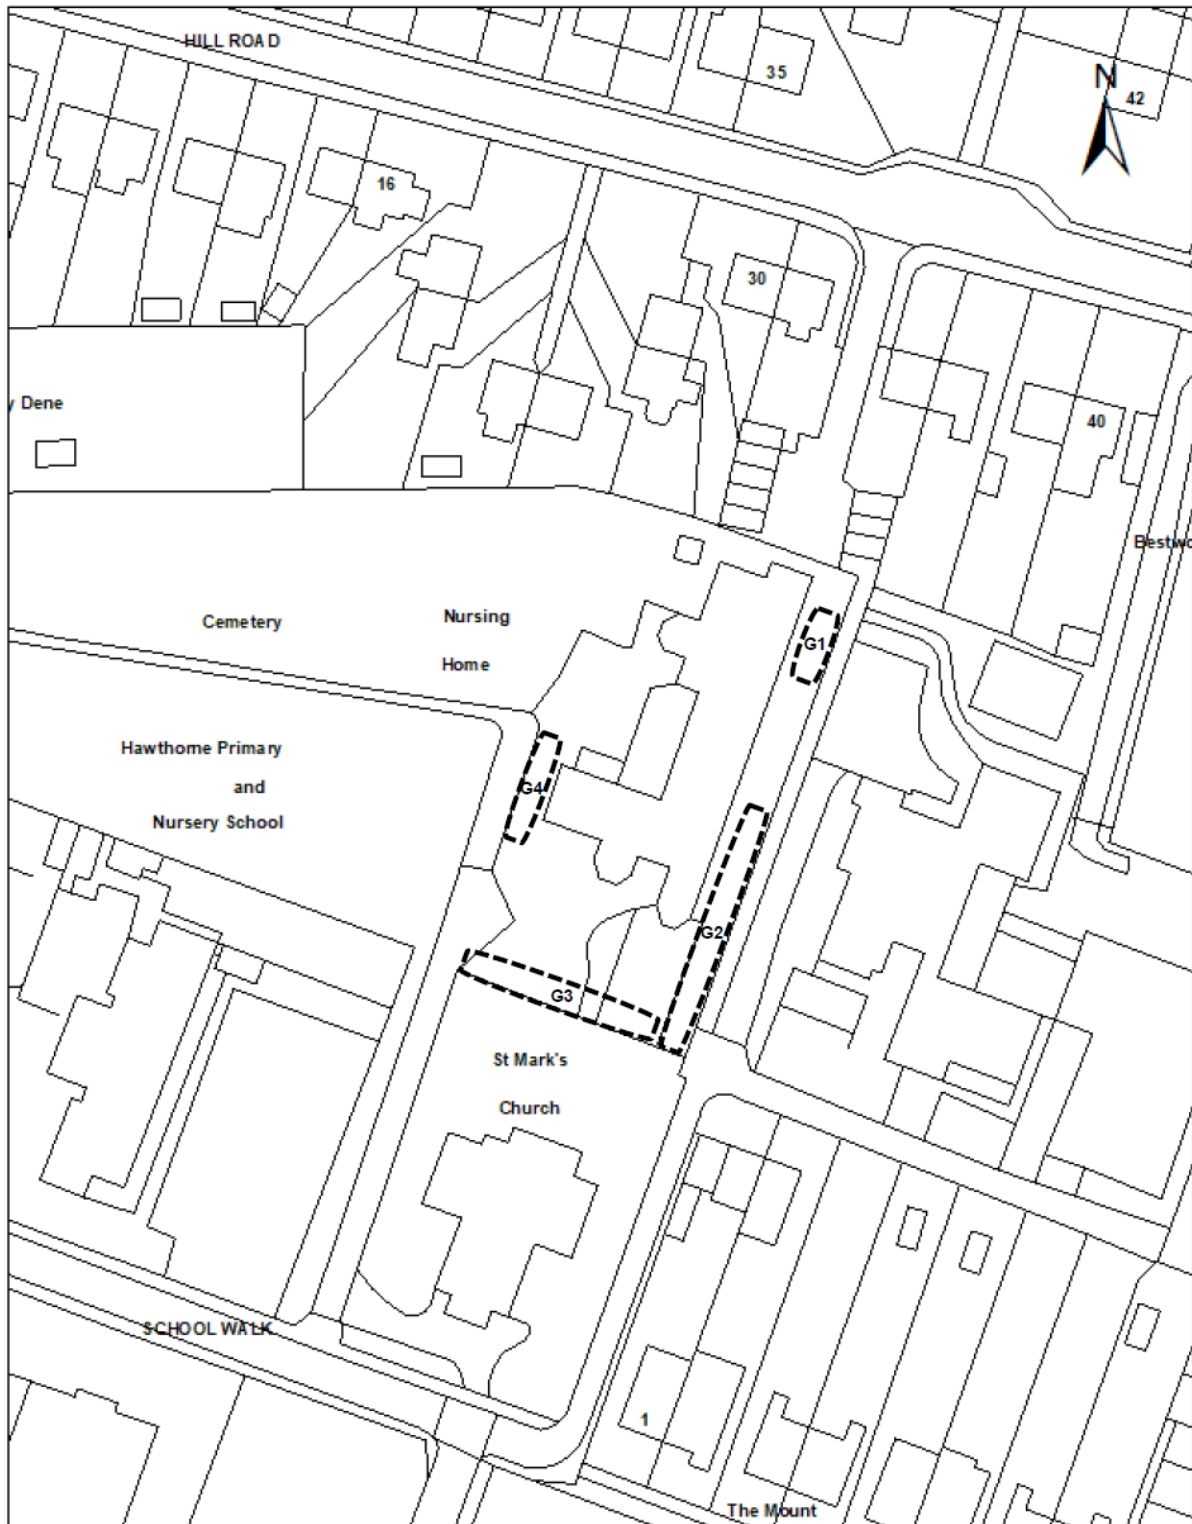 HILL ROAD
35
N
42
16
30
y Dene
40
Bestwo
Cemetery
Nursing
Home
G1
Hawthorne Primary
and
Nursery School
G4
G2
G3
St Mark's
Church
SCHOOL WALK
1
The Mount